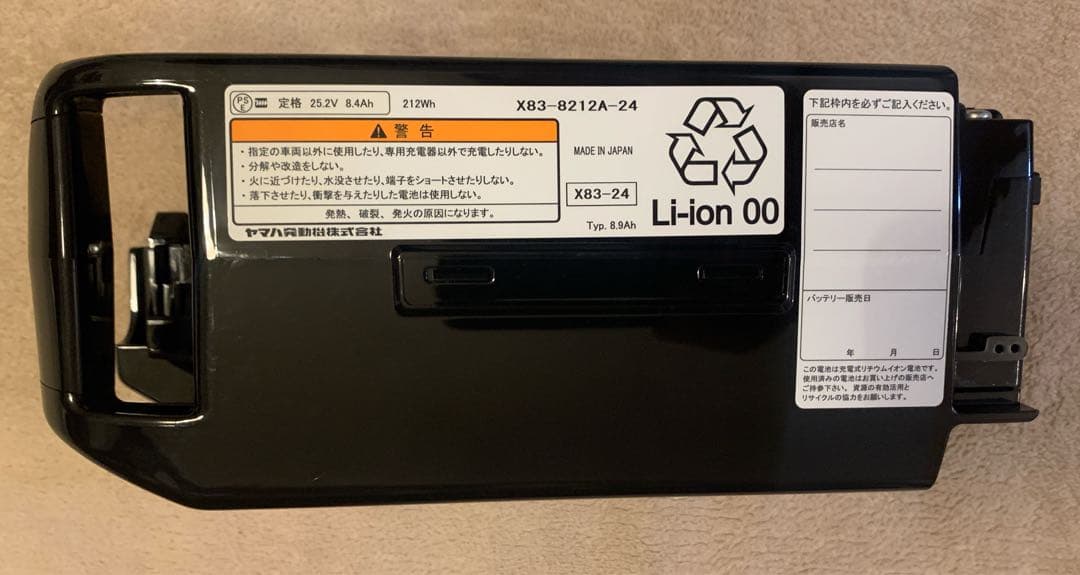 PS
E
定格 25.2V 8.4Ah 212Wh X83-8212A-24
警告
・指定の車両以外に使用したり、専用充電器以外で充電したりしない。
・分解や改造をしない。
・火に近づけたり、水没させたり、端子をショートさせたりしない。
・落下させたり、衝撃を与えたりした電池は使用しない。
発熱、破裂、発火の原因になります。
ヤマハ発動機株式会社
MADE IN JAPAN
X83-24
Typ. 8.9Ah
Li-ion 00
下記枠内を必ずご記入ください。
販売店名
バッテリー販売日
年 月 日
この電池は充電式リチウムイオン電池です。
使用済みの電池はお買い上げの販売店へ
ご持参下さい。資源の有効活用と
リサイクルの協力をお願いします。